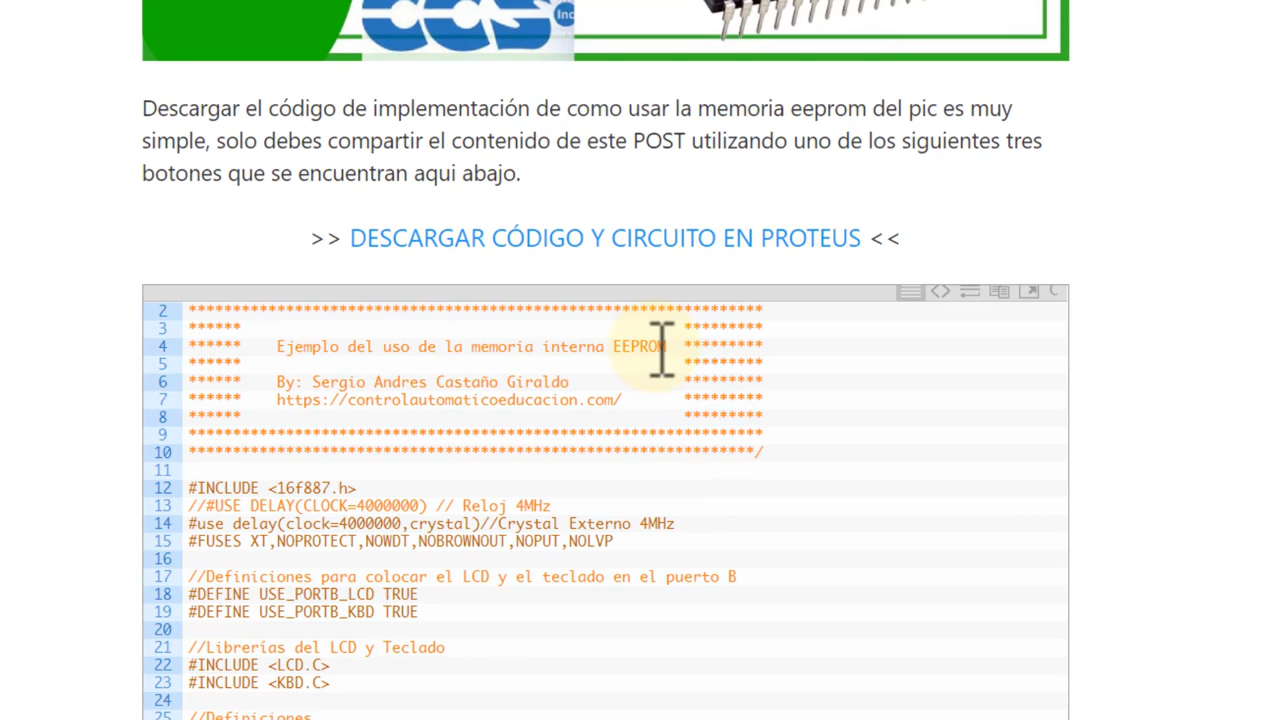 CCS
Inc
Descargar el código de implementación de como usar la memoria eeprom del pic es muy
simple, solo debes compartir el contenido de este POST utilizando uno de los siguientes tres
botones que se encuentran aqui abajo.
>> DESCARGAR CÓDIGO Y CIRCUITO EN PROTEUS <<
2 *****************************************************************
3 ****** *********
4 ****** Ejemplo del uso de la memoria interna EEPROM *********
5 ****** *********
6 ****** By: Sergio Andres Castaño Giraldo *********
7 ****** https://controlautomaticoeducacion.com/ *********
8 ****** *********
9 *****************************************************************
10 ****************************************************************/
11
12 #INCLUDE <16f887.h>
13 //#USE DELAY(CLOCK=4000000) // Reloj 4MHz
14 #use delay(clock=4000000,crystal)//Crystal Externo 4MHz
15 #FUSES XT,NOPROTECT,NOWDT,NOBROWNOUT,NOPUT,NOLVP
16
17 //Definiciones para colocar el LCD y el teclado en el puerto B
18 #DEFINE USE_PORTB_LCD TRUE
19 #DEFINE USE_PORTB_KBD TRUE
20
21 //Librerías del LCD y Teclado
22 #INCLUDE <LCD.C>
23 #INCLUDE <KBD.C>
24
25 //Definiciones